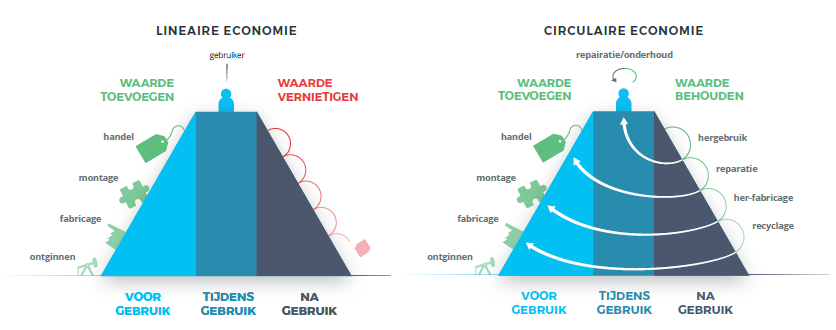 LINEAIRE ECONOMIE
gebruiker
WAARDE
TOEVOEGEN
WAARDE
VERNIETIGEN
handel
montage
fabricage
ontginnen
VOOR
GEBRUIK
TIJDENS
GEBRUIK
NA
GEBRUIK
CIRCULAIRE ECONOMIE
repairatie/onderhoud
WAARDE
TOEVOEGEN
WAARDE
BEHOUDEN
handel
montage
fabricage
ontginnen
hergebruik
reparatie
her-fabricage
recyclage
VOOR
GEBRUIK
TIJDENS
GEBRUIK
NA
GEBRUIK